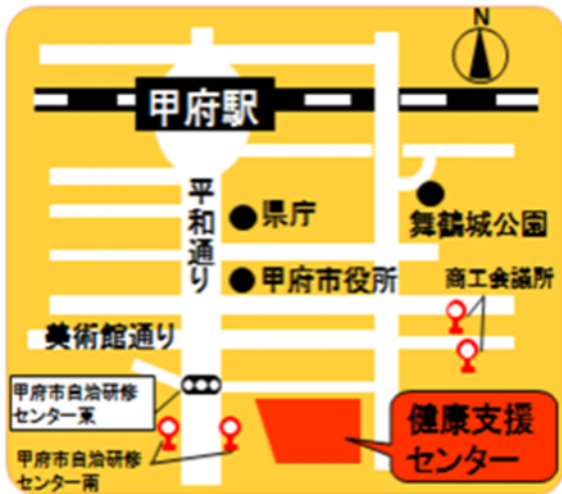 N
甲府駅
平和通り
県庁
舞鶴城公園
甲府市役所
商工会議所
美術館通り
甲府市自治研修
センター東
健康支援
センター
甲府市自治研修
センター南